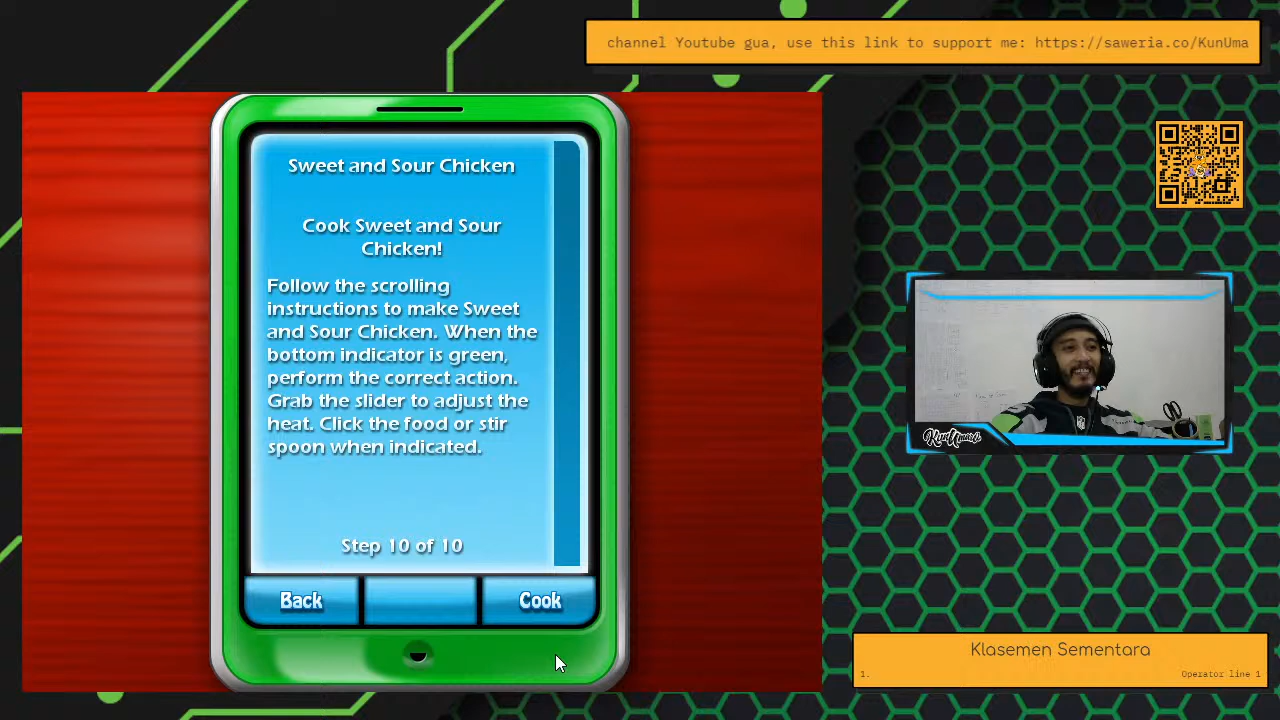 channel Youtube gua, use this link to support me: https://saweria.co/KunUma
Sweet and Sour Chicken
Cook Sweet and Sour
Chicken!
Follow the scrolling
instructions to make Sweet
and Sour Chicken. When the
bottom indicator is green,
perform the correct action.
Grab the slider to adjust the
heat. Click the food or stir
spoon when indicated.
Step 10 of 10
Back
Cook
Klasemen Sementara
1.
Operator line 1